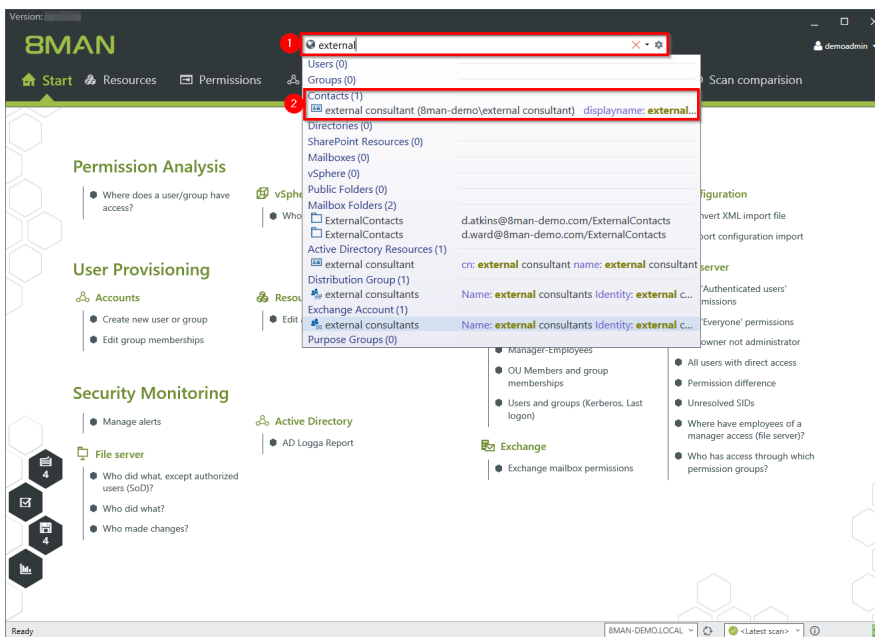 Version:
8MAN
1
external
demoadmin
Start
Resources
Permissions
Scan comparision
Users (0)
Groups (0)
Contacts (1)
2
external consultant (8man-demo\external consultant) displayname: external...
Directories (0)
SharePoint Resources (0)
Mailboxes (0)
vSphere (0)
Public Folders (0)
Mailbox Folders (2)
ExternalContacts d.atkins@8man-demo.com/ExternalContacts
ExternalContacts d.ward@8man-demo.com/ExternalContacts
Active Directory Resources (1)
external consultant cn: external consultant name: external consultant
Distribution Group (1)
external consultants Name: external consultants Identity: external c...
Exchange Account (1)
external consultants Name: external consultants Identity: external c...
Purpose Groups (0)
Permission Analysis
Where does a user/group have
access?
User Provisioning
Accounts
Create new user or group
Edit group memberships
Edit
Security Monitoring
Manage alerts
File server
Who did what, except authorized
users (SoD)?
Who did what?
Who made changes?
Active Directory
AD Logga Report
Manager-Employees
OU Members and group
memberships
Users and groups (Kerberos, Last
logon)
Exchange
Exchange mailbox permissions
XML import file
configuration import
'Authenticated users'
'Everyone' permissions
owner not administrator
All users with direct access
Permission difference
Unresolved SIDs
Where have employees of a
manager access (file server)?
Who has access through which
permission groups?
4
4
Ready
8MAN-DEMO.LOCAL
<Latest scan>